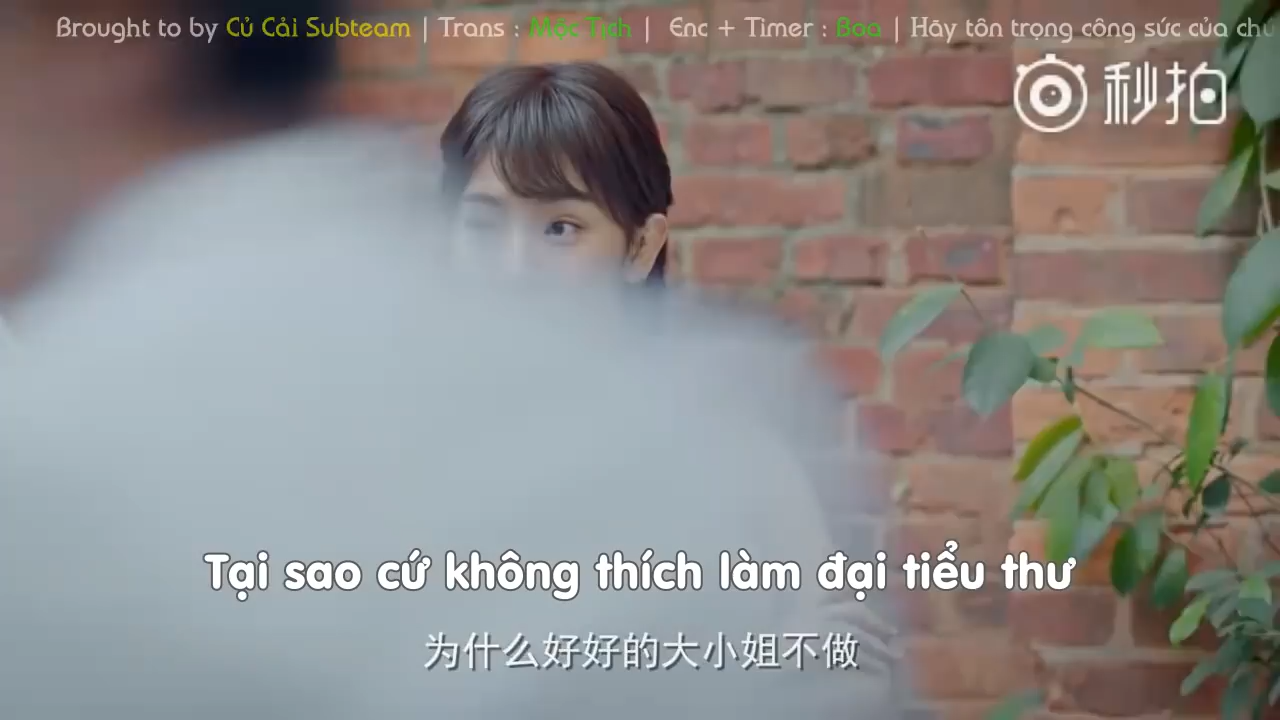 Brought to by Củ Cải Subteam | Trans : Mộc Tịch | Enc + Timer : Boa | Hãy tôn trọng công sức của chú
秒拍
Tại sao cứ không thích làm đại tiểu thư
为什么好好的大小姐不做